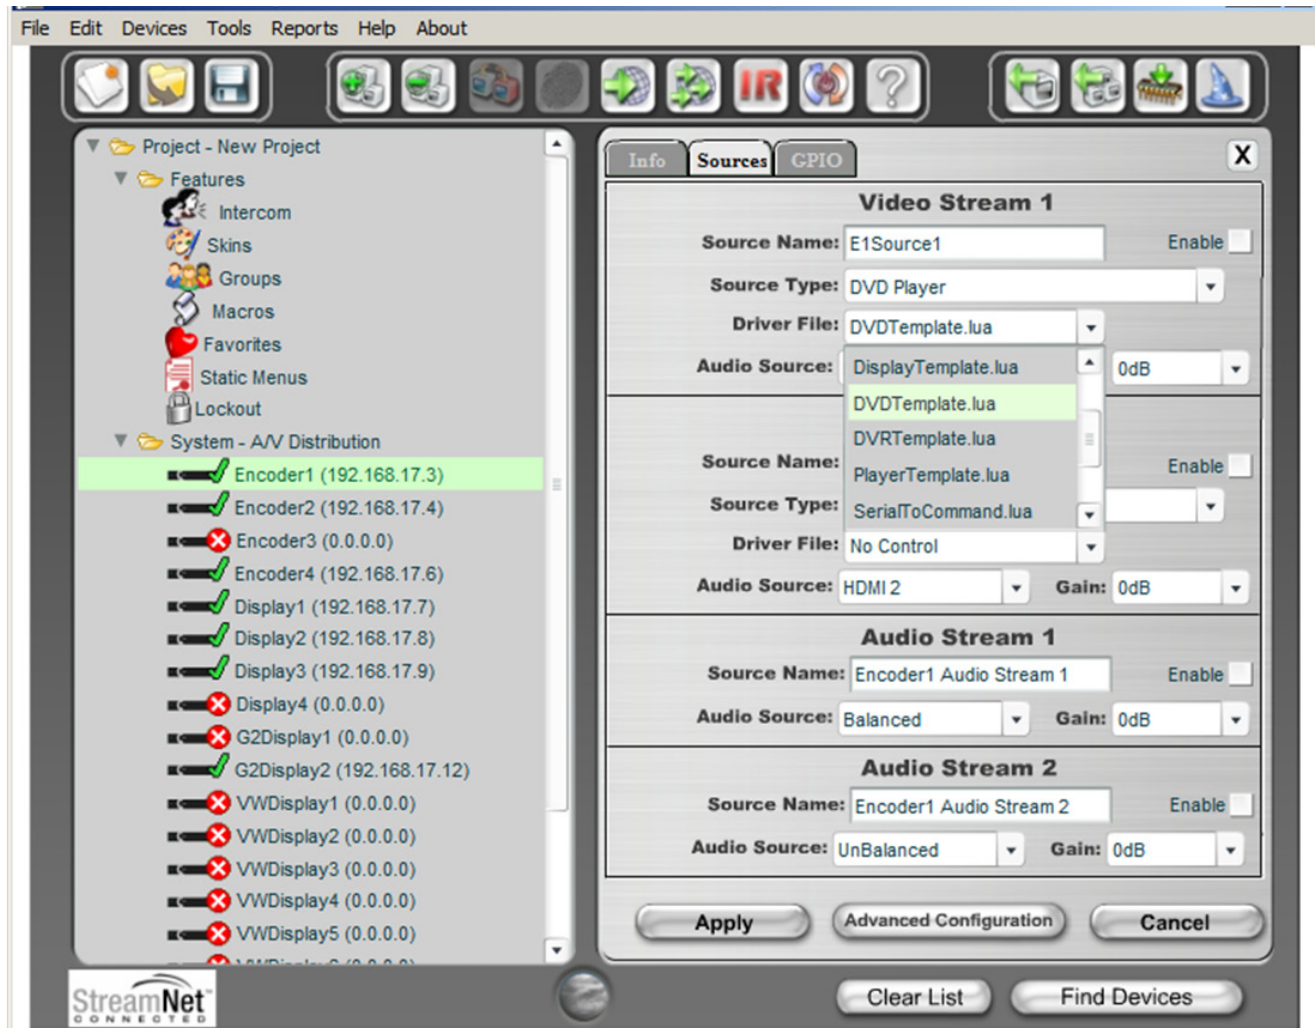 File Edit Devices Tools Reports Help About
IR
Project - New Project
Features
Intercom
Skins
Groups
Macros
Favorites
Static Menus
Lockout
System - A/V Distribution
Encoder1 (192.168.17.3)
Encoder2 (192.168.17.4)
Encoder3 (0.0.0.0)
Encoder4 (192.168.17.6)
Display1 (192.168.17.7)
Display2 (192.168.17.8)
Display3 (192.168.17.9)
Display4 (0.0.0.0)
G2Display1 (0.0.0.0)
G2Display2 (192.168.17.12)
VWDisplay1 (0.0.0.0)
VWDisplay2 (0.0.0.0)
VWDisplay3 (0.0.0.0)
VWDisplay4 (0.0.0.0)
VWDisplay5 (0.0.0.0)
Info Sources GPIO X
Video Stream 1
Source Name: E1Source1 Enable
Source Type: DVD Player
Driver File: DVDTemplate.lua
Audio Source: 0dB
DisplayTemplate.lua
DVDTemplate.lua
DVRTemplate.lua
PlayerTemplate.lua
SerialToCommand.lua
Source Name: Enable
Source Type:
Driver File: No Control
Audio Source: HDMI 2 Gain: 0dB
Audio Stream 1
Source Name: Encoder1 Audio Stream 1 Enable
Audio Source: Balanced Gain: 0dB
Audio Stream 2
Source Name: Encoder1 Audio Stream 2 Enable
Audio Source: UnBalanced Gain: 0dB
Apply Advanced Configuration Cancel
StreamNet™
CONNECTED
Clear List Find Devices